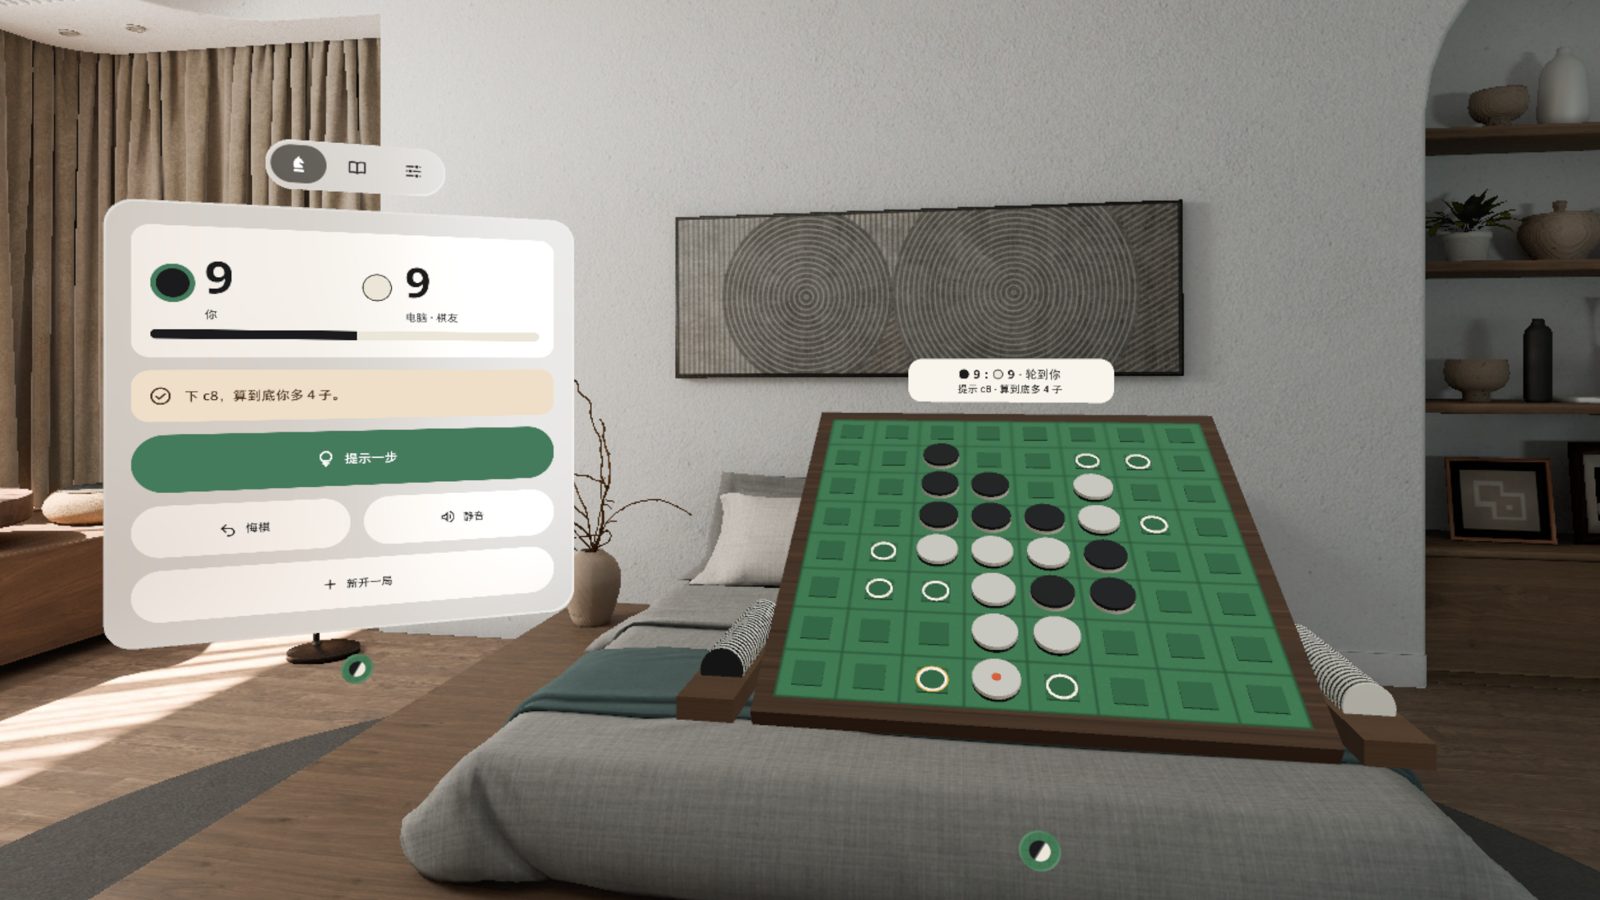 9
你
9
电脑·棋友
下 c8，算到底你多 4 子。
提示一步
悔棋
静音
新开一局
9 : 9 · 轮到你
提示 c8 · 算到底多 4 子